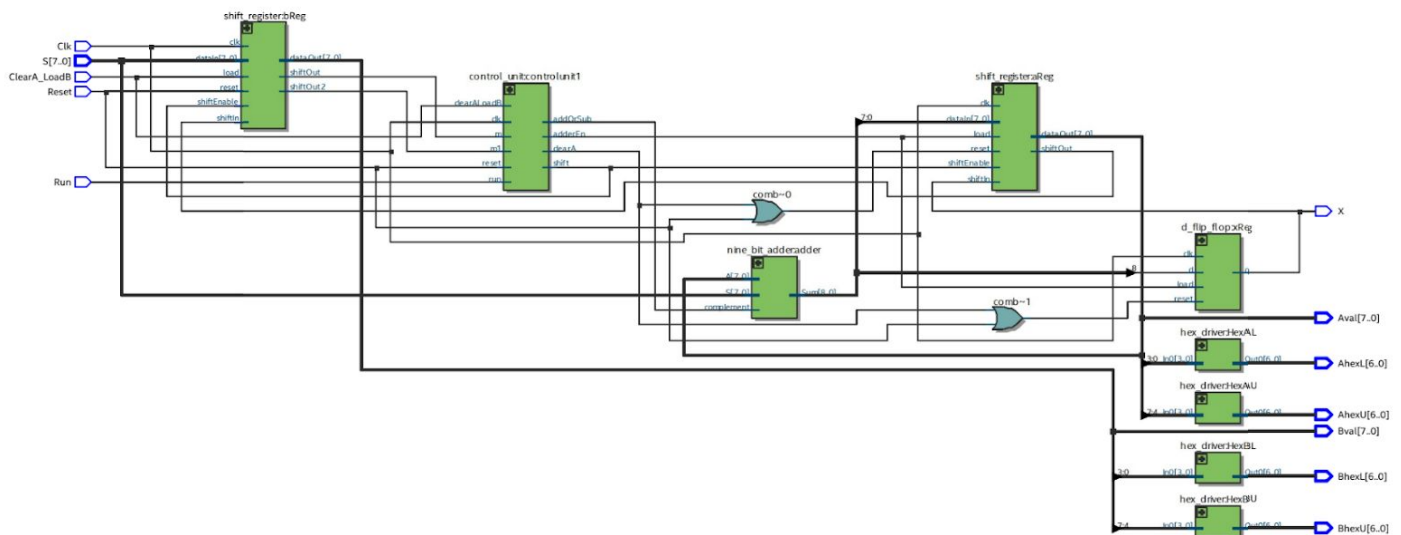 shift_register:bReg
Clk
S[7..0]
ClearA_LoadB
Reset
Run
clk
dataIn[7..0]
load
reset
shiftEnable
shiftIn
dataOut[7..0]
shiftOut
shiftOut2
control_unit:controlunit1
clearALoadB
clk
m
m1
reset
run
addOrSub
adderEn
clearA
shift
shift_register:aReg
7:0
clk
dataIn[7..0]
load
reset
shiftEnable
shiftIn
dataOut[7..0]
shiftOut
comb~0
nine_bit_adder:adder
A[7..0]
S[7..0]
complement
Sum[8..0]
comb~1
d_flip_flop:xReg
8
clk
d
load
reset
q
X
Aval[7..0]
hex_driver:HexAL
3:0
In0[3..0]
Out0[6..0]
AhexL[6..0]
hex_driver:HexAU
7:4
In0[3..0]
Out0[6..0]
AhexU[6..0]
Bval[7..0]
hex_driver:HexBL
3:0
In0[3..0]
Out0[6..0]
BhexL[6..0]
hex_driver:HexBU
7:4
In0[3..0]
Out0[6..0]
BhexU[6..0]